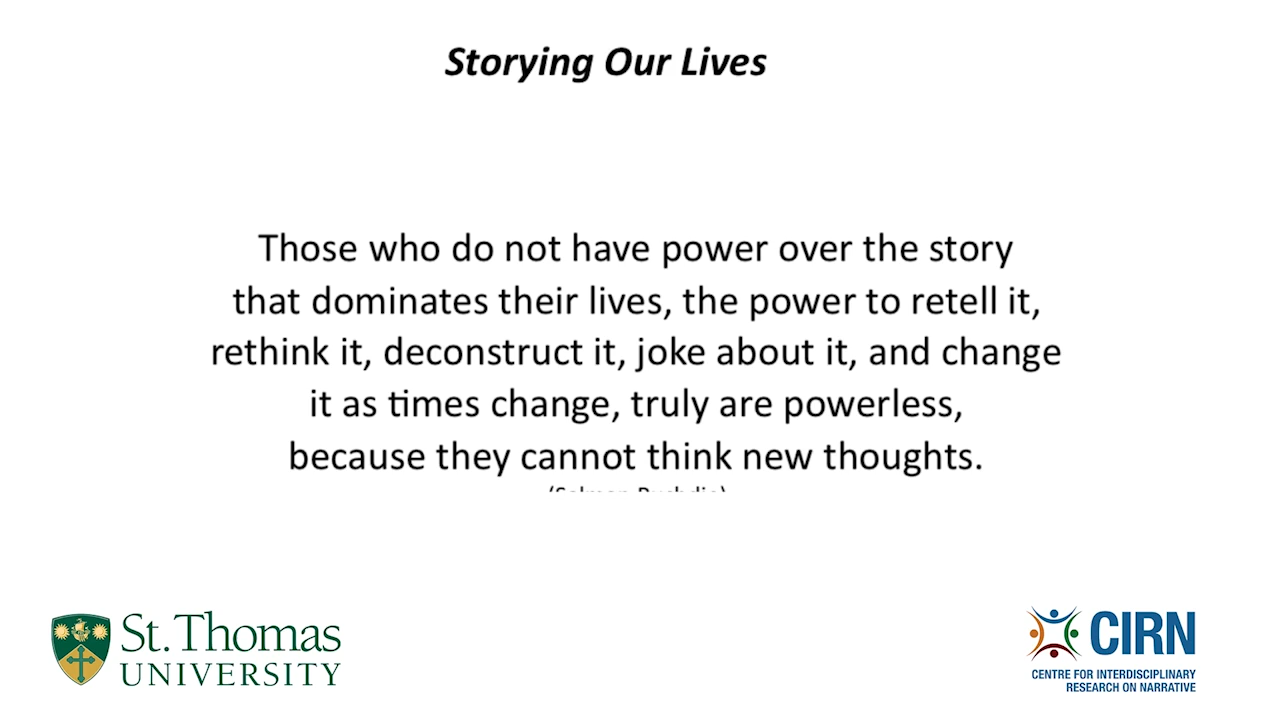 Storying Our Lives
Those who do not have power over the story
that dominates their lives, the power to retell it,
rethink it, deconstruct it, joke about it, and change
it as times change, truly are powerless,
because they cannot think new thoughts.
(Salman Rushdie)
St. Thomas
UNIVERSITY
CIRN
CENTRE FOR INTERDISCIPLINARY
RESEARCH ON NARRATIVE